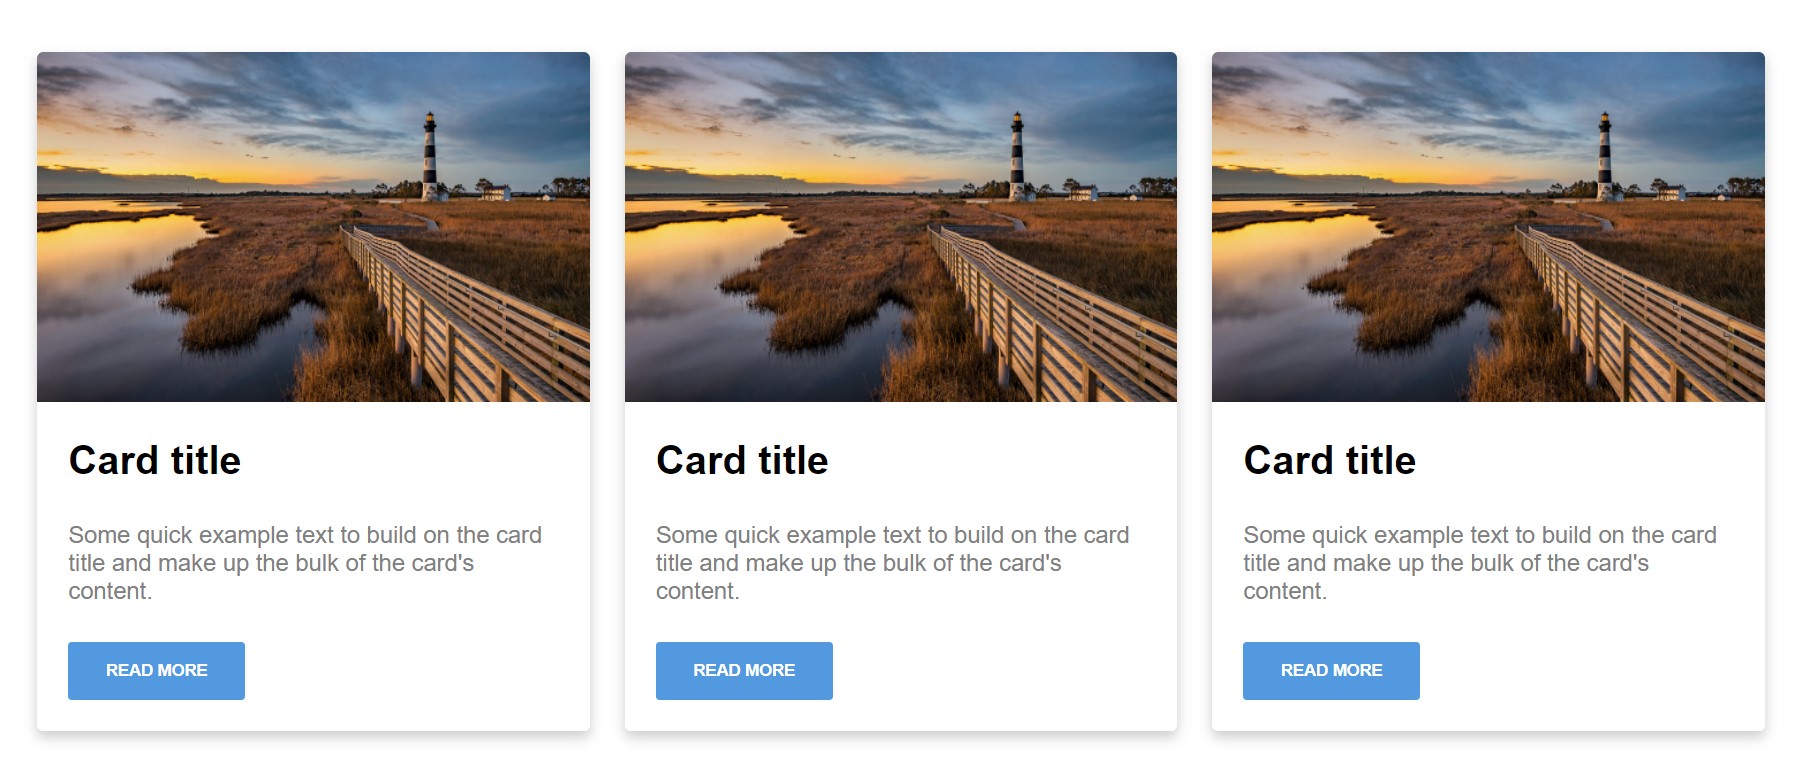 Card title
Some quick example text to build on the card
title and make up the bulk of the card's
content.
READ MORE
Card title
Some quick example text to build on the card
title and make up the bulk of the card's
content.
READ MORE
Card title
Some quick example text to build on the card
title and make up the bulk of the card's
content.
READ MORE